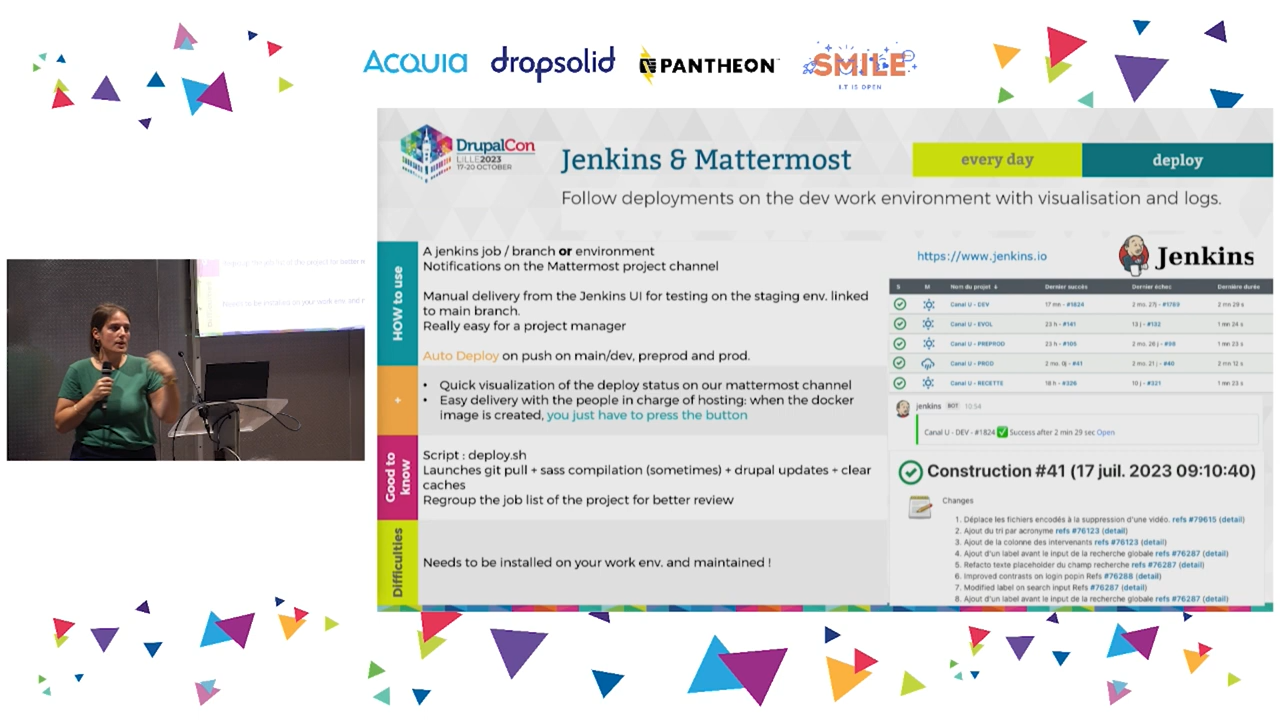 ACQUIA dropsolid PANTHEON SMILE
I.T IS OPEN
DrupalCon
LILLE2023
17-20 OCTOBER
Jenkins & Mattermost
every day
deploy
Follow deployments on the dev work environment with visualisation and logs.
HOW to use
A jenkins job / branch or environment
Notifications on the Mattermost project channel
Manual delivery from the Jenkins UI for testing on the staging env. linked
to main branch.
Really easy for a project manager
Auto Deploy on push on main/dev, preprod and prod.
+
• Quick visualization of the deploy status on our mattermost channel
• Easy delivery with the people in charge of hosting: when the docker
image is created, you just have to press the button
Good to
know
Script : deploy.sh
Launches git pull + sass compilation (sometimes) + drupal updates + clear
caches
Regroup the job list of the project for better review
Difficulties
Needs to be installed on your work env. and maintained !
https://www.jenkins.io
Jenkins
S M Nom du projet ↓ Dernier succès Dernier échec Dernière durée
Canal U - DEV 17 mn - #1824 2 mo. 27j - #1789 2 mn 29 s
Canal U - EVOL 23 h - #141 13 j - #132 1 mn 24 s
Canal U - PREPROD 23 h - #105 2 mo. 26 j - #98 1 mn 23 s
Canal U - PROD 2 mo. 0j - #41 2 mo. 21 j - #40 2 mn 12 s
Canal U - RECETTE 18 h - #326 10 j - #321 1 mn 23 s
jenkins BOT 10:54
Canal U - DEV - #1824 ✅ Success after 2 min 29 sec Open
Construction #41 (17 juil. 2023 09:10:40)
Changes
1. Déplace les fichiers encodés à la suppression d'une vidéo. refs #79615 (detail)
2. Ajout du tri par acronyme refs #76123 (detail)
3. Ajout de la colonne des intervenants refs #76123 (detail)
4. Ajout d'un label avant le input de la recherche globale refs #76287 (detail)
5. Refacto texte placeholder du champ recherche refs #76287 (detail)
6. Improved contrasts on login popin Refs #76288 (detail)
7. Modified label on search input Refs #76287 (detail)
8. Ajout d'un label avant le input de la recherche globale refs #76287 (detail)